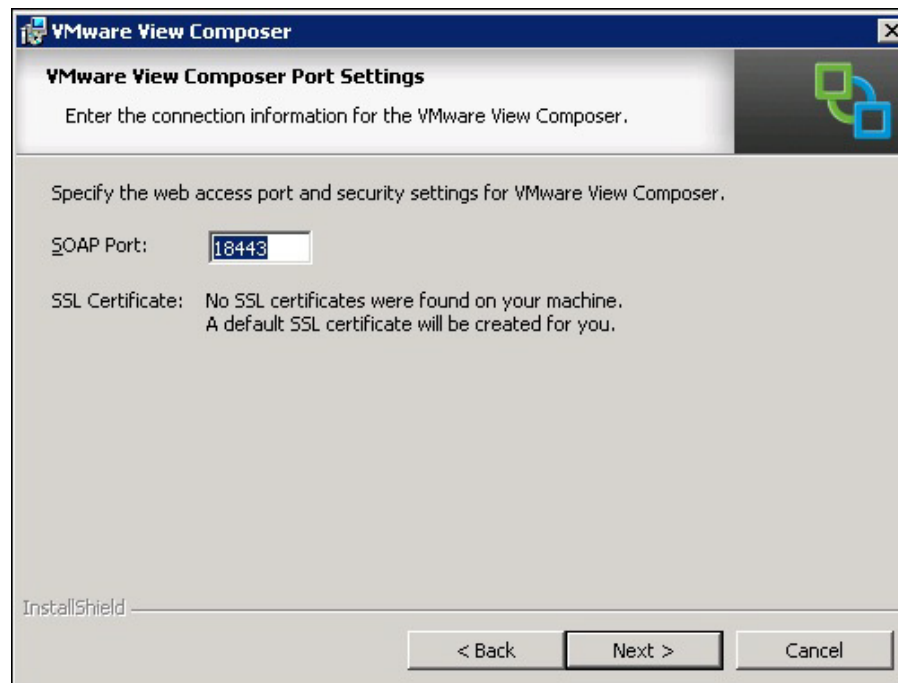 VMware View Composer
VMware View Composer Port Settings
Enter the connection information for the VMware View Composer.
Specify the web access port and security settings for VMware View Composer.
SOAP Port: 18443
SSL Certificate: No SSL certificates were found on your machine.
A default SSL certificate will be created for you.
InstallShield
< Back Next > Cancel